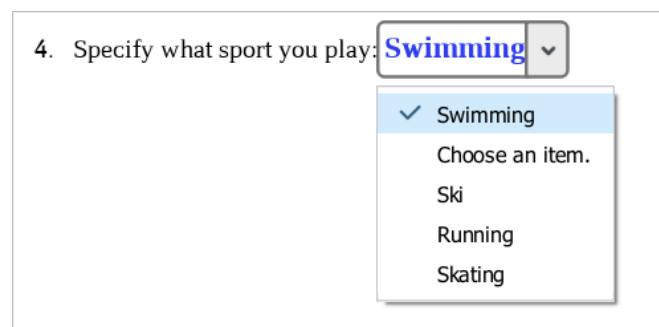 4. Specify what sport you play: Swimming
Swimming
Choose an item.
Ski
Running
Skating